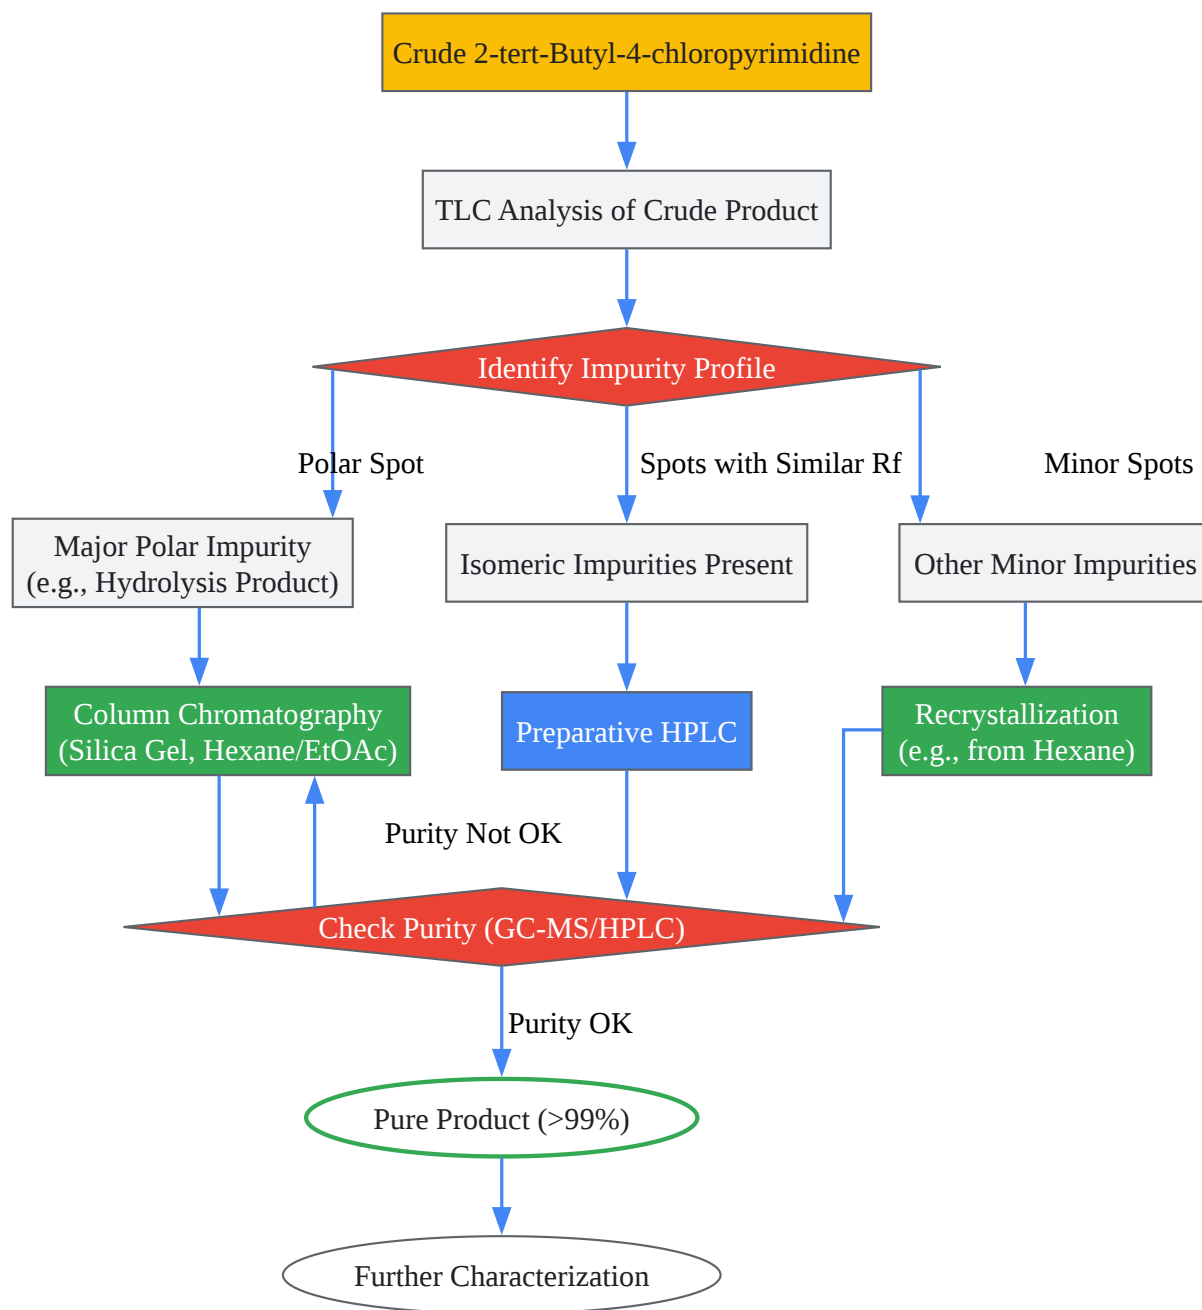 Crude 2-tert-Butyl-4-chloropyrimidine
TLC Analysis of Crude Product
Identify Impurity Profile
Polar Spot
Spots with Similar Rf
Minor Spots
Major Polar Impurity
(e.g., Hydrolysis Product)
Isomeric Impurities Present
Other Minor Impurities
Column Chromatography
(Silica Gel, Hexane/EtOAc)
Preparative HPLC
Recrystallization
(e.g., from Hexane)
Purity Not OK
Check Purity (GC-MS/HPLC)
Purity OK
Pure Product (>99%)
Further Characterization